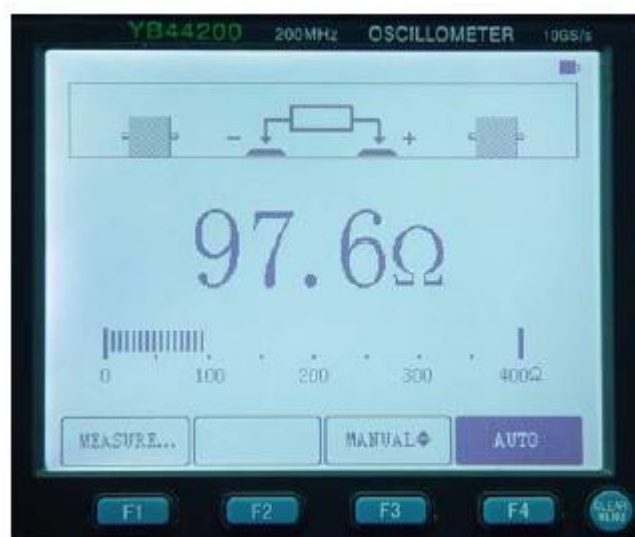 YB44200 200MHz OSCILLOMETER 10GS/s
- +
97.6Ω
0 100 200 300 400Ω
MEASURE... MANUAL AUTO
F1 F2 F3 F4 CLEAR MENU